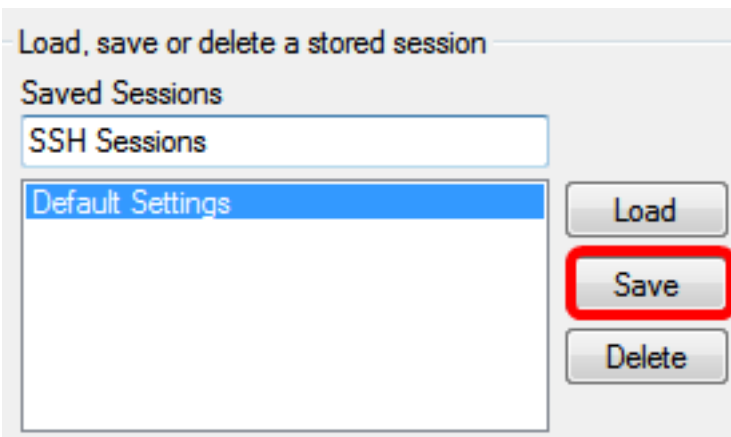 Load, save or delete a stored session
Saved Sessions
SSH Sessions
Default Settings
Load
Save
Delete